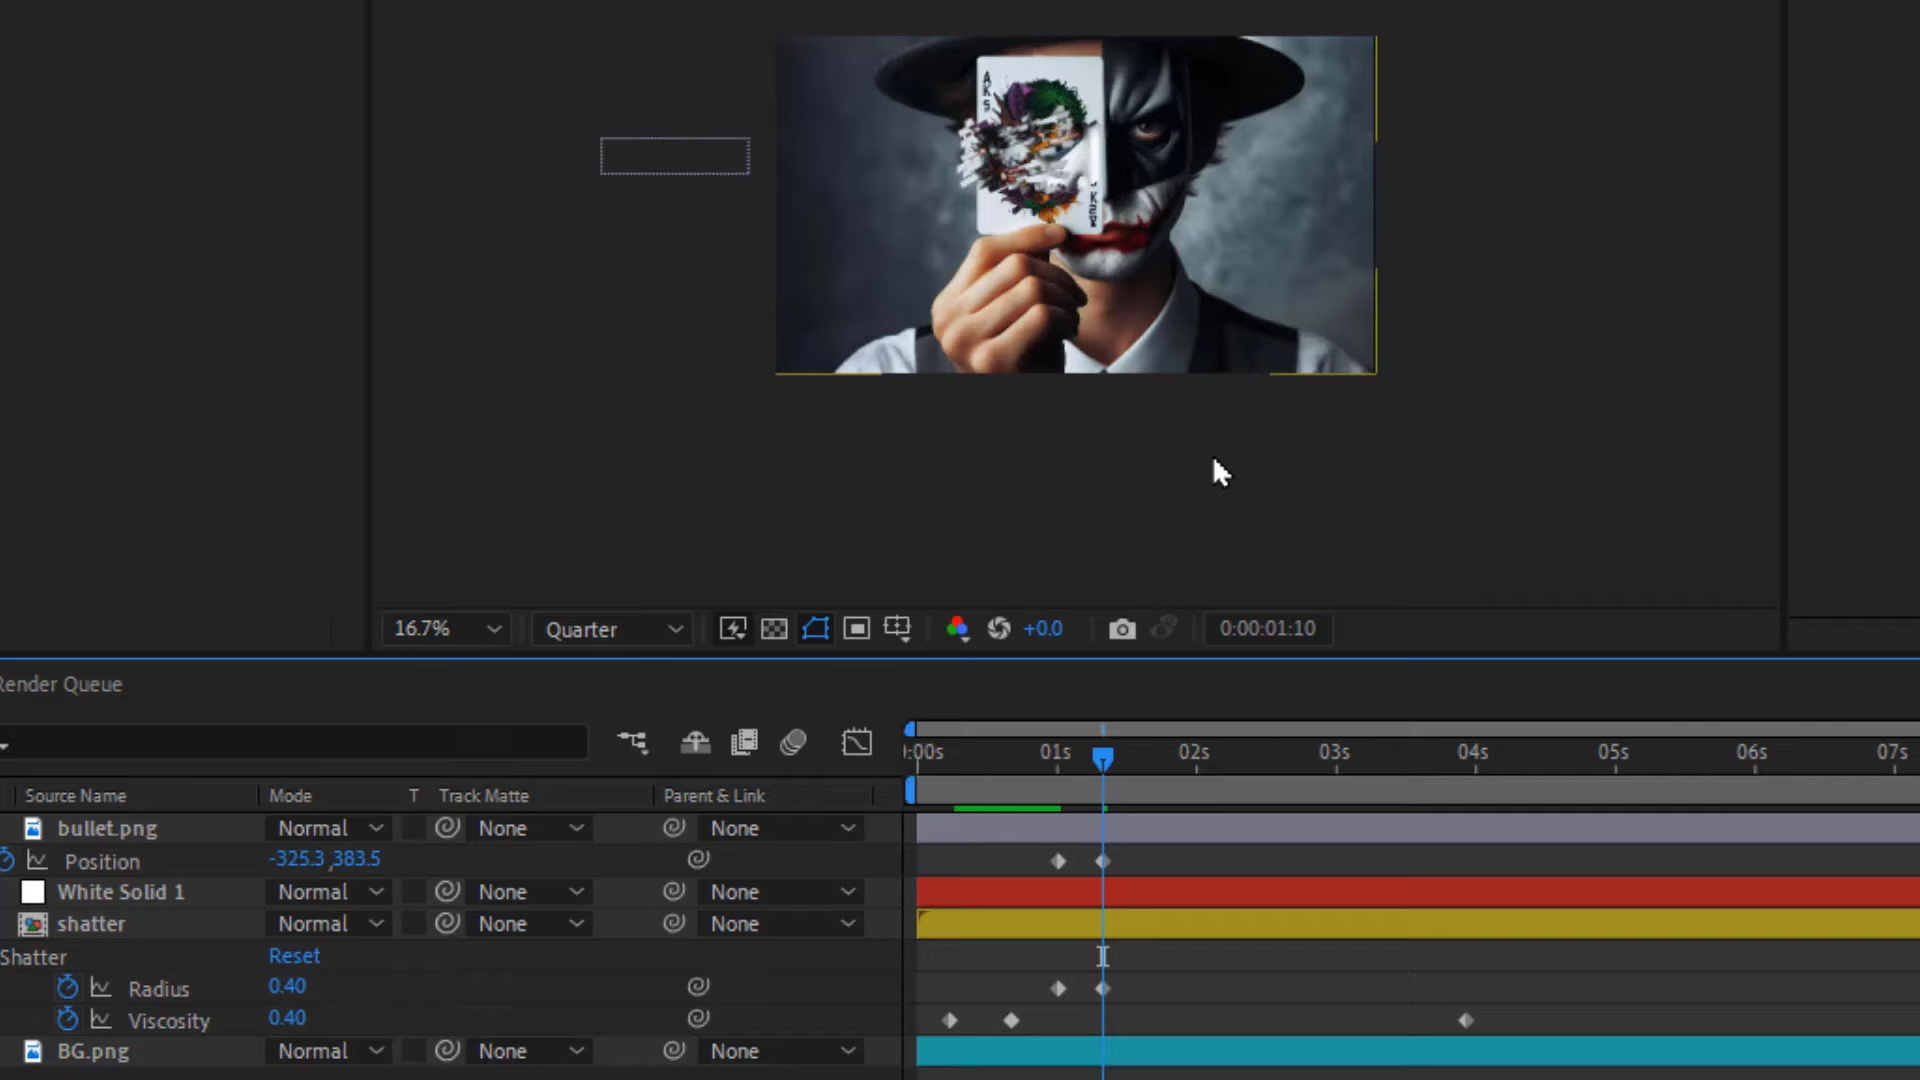 A
K
S
16.7%
Quarter
+0.0
0:00:01:10
Render Queue
:00s 01s 02s 03s 04s 05s 06s 07s
Source Name Mode T Track Matte Parent & Link
bullet.png Normal None None
Position -325.3 ,383.5
White Solid 1 Normal None None
shatter Normal None None
Shatter Reset
Radius 0.40
Viscosity 0.40
BG.png Normal None None